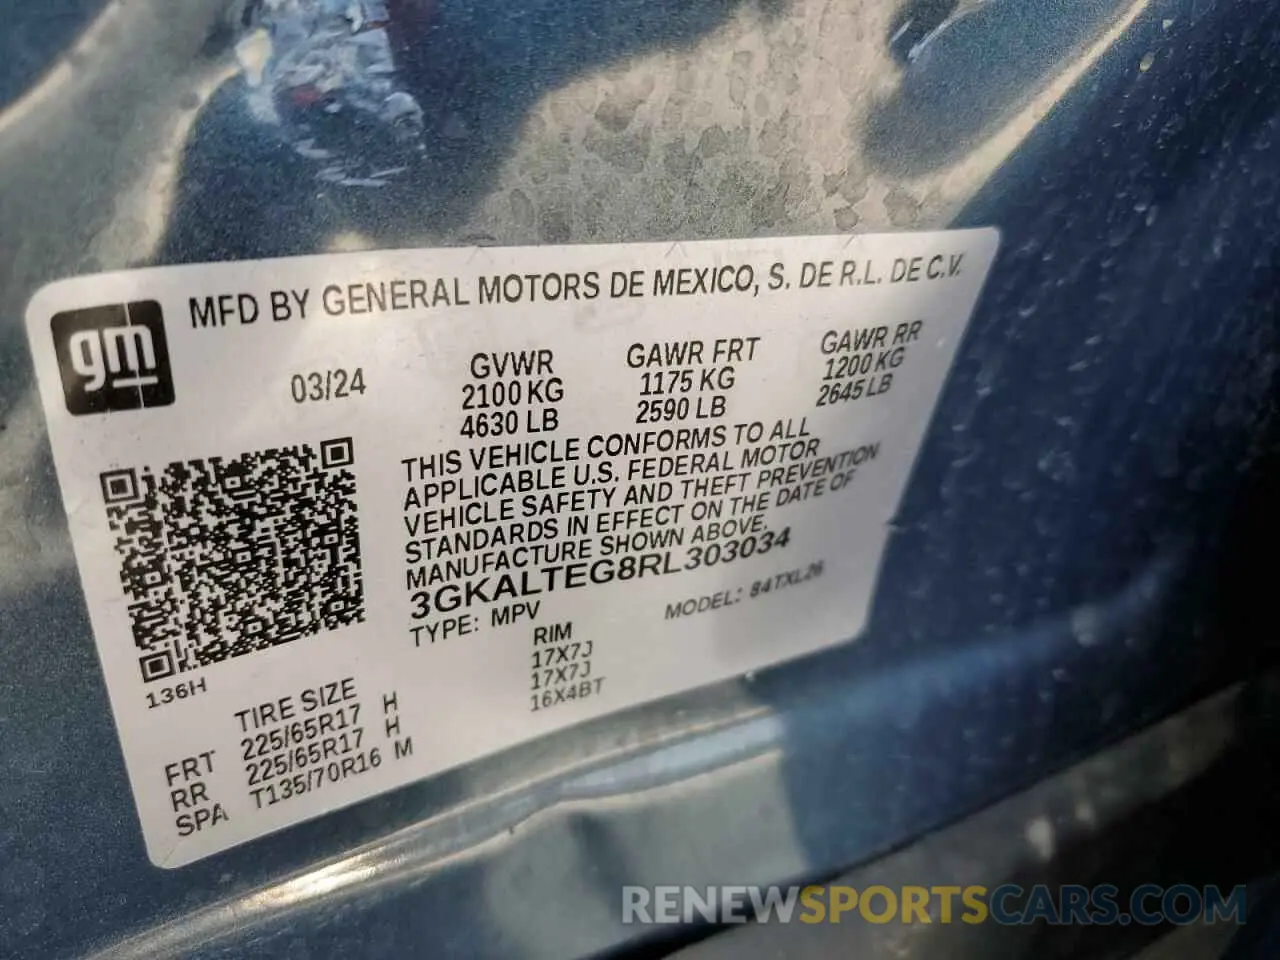 gm
MFD BY GENERAL MOTORS DE MEXICO, S. DE R.L. DE C.V.
03/24
GVWR
2100 KG
4630 LB
GAWR FRT
1175 KG
2590 LB
GAWR RR
1200 KG
2645 LB
THIS VEHICLE CONFORMS TO ALL
APPLICABLE U.S. FEDERAL MOTOR
VEHICLE SAFETY AND THEFT PREVENTION
STANDARDS IN EFFECT ON THE DATE OF
MANUFACTURE SHOWN ABOVE.
3GKALTEG8RL303034
TYPE: MPV
MODEL: 84TXL26
136H
TIRE SIZE
RIM
FRT 225/65R17 H 17X7J
RR 225/65R17 H 17X7J
SPA T135/70R16 M 16X4BT
RENEWSPORTSCARS.COM